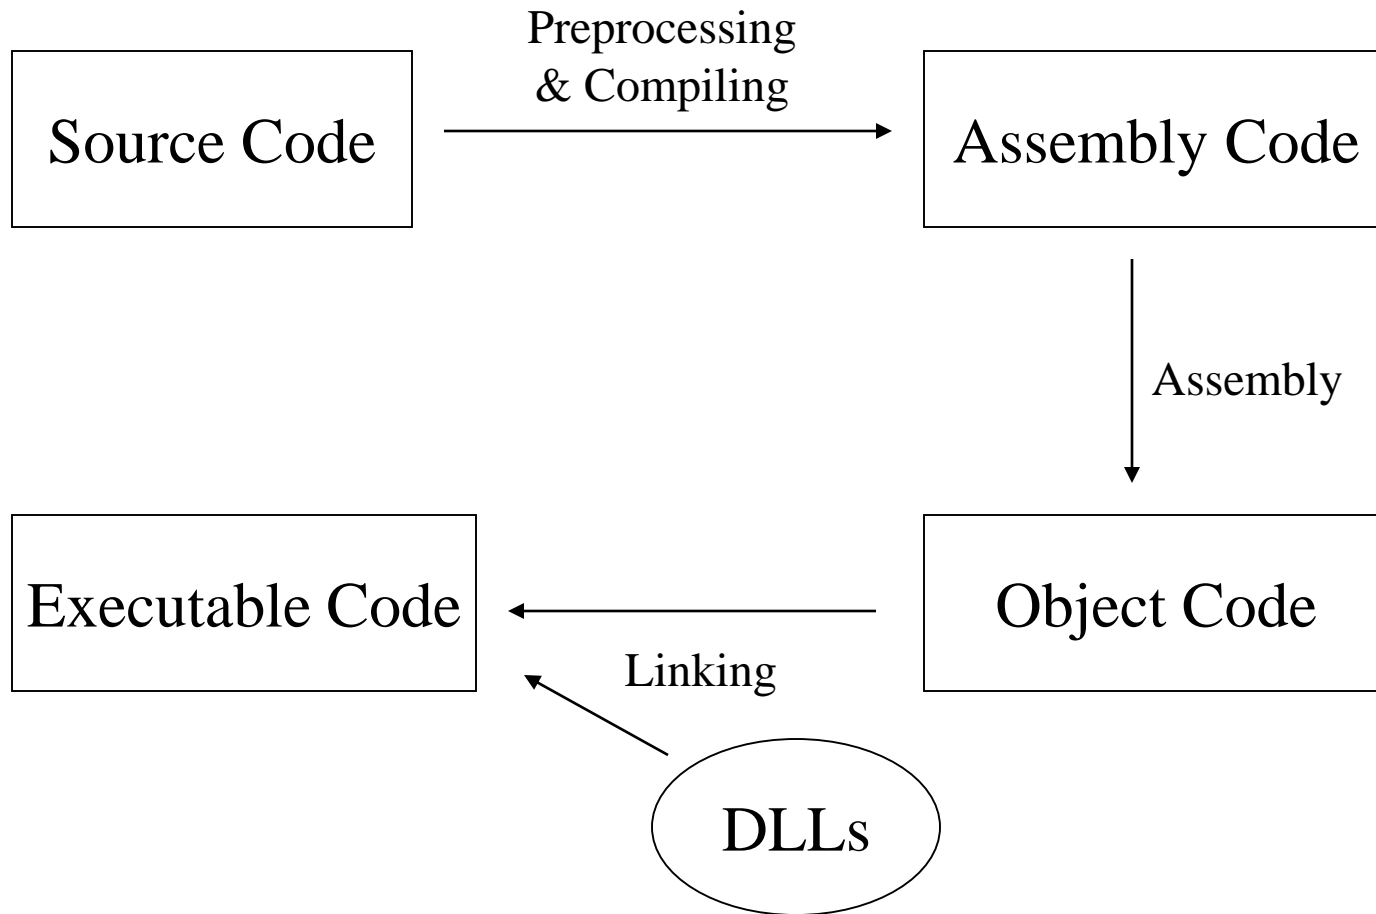 Preprocessing
& Compiling
Source Code
Assembly Code
Assembly
Executable Code
Object Code
Linking
DLLs